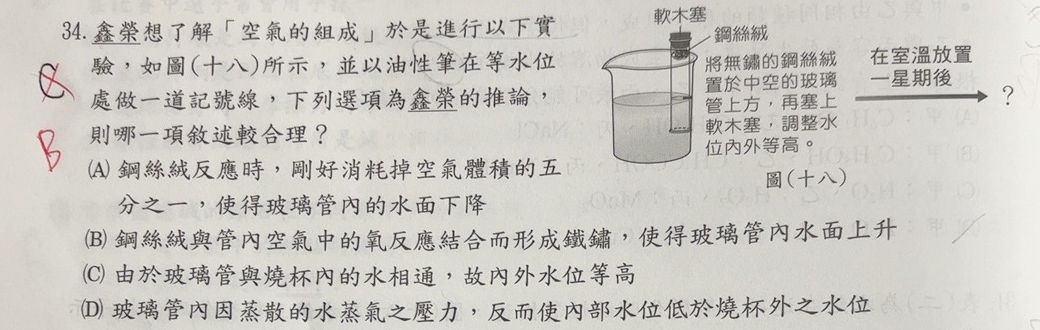 34.鑫榮想了解「空氣的組成」於是進行以下實
驗，如圖(十八)所示，並以油性筆在等水位
處做一道記號線，下列選項為鑫榮的推論，
則哪一項敘述較合理？
(A) 鋼絲絨反應時，剛好消耗掉空氣體積的五
分之一，使得玻璃管內的水面下降
(B) 鋼絲絨與管內空氣中的氧反應結合而形成鐵鏽，使得玻璃管內水面上升
(C) 由於玻璃管與燒杯內的水相通，故內外水位等高
(D) 玻璃管內因蒸散的水蒸氣之壓力，反而使內部水位低於燒杯外之水位
C
B
軟木塞
鋼絲絨
將無鏽的鋼絲絨
置於中空的玻璃
管上方，再塞上
軟木塞，調整水
位內外等高。
在室溫放置
一星期後
？
圖(十八)